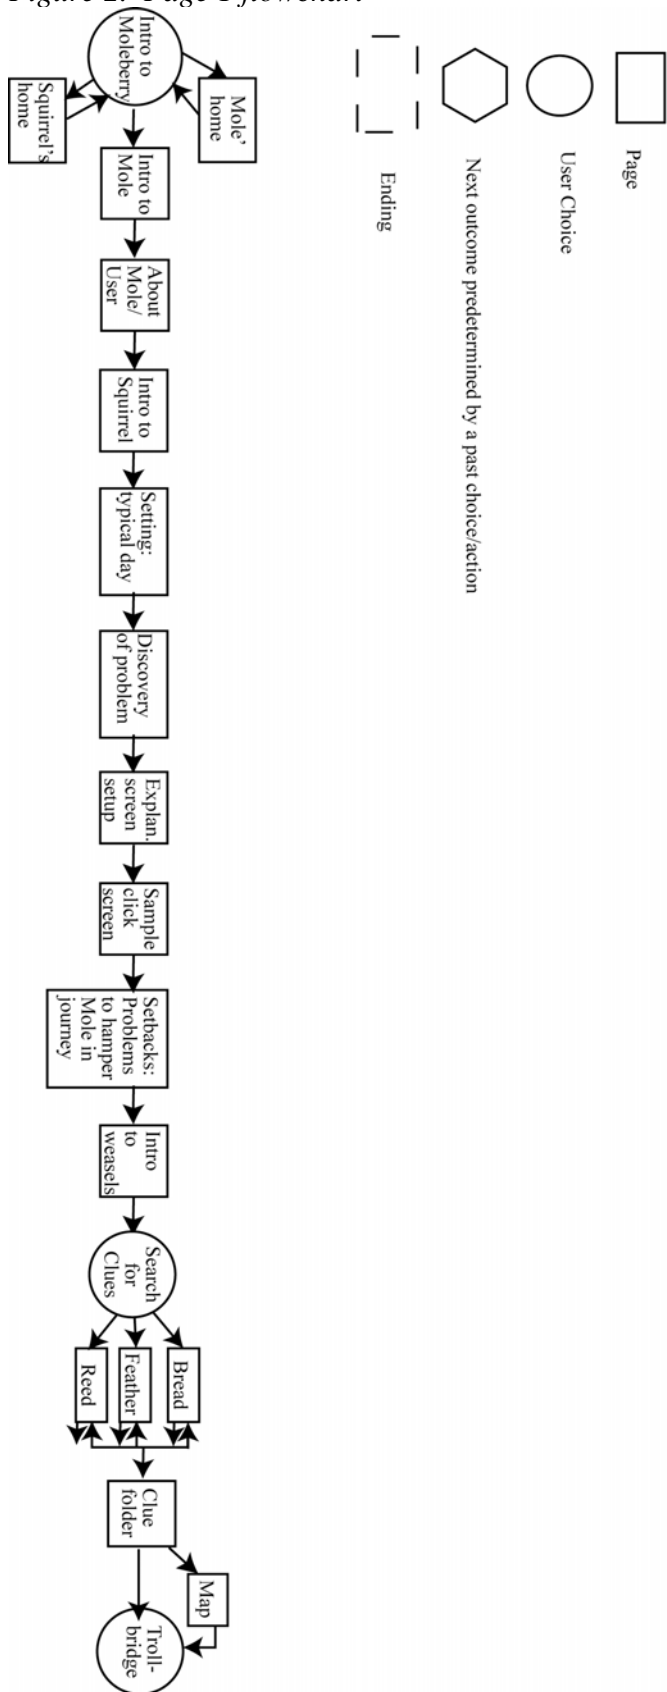 Figure 2. Page 1 flowchart
Page
User Choice
Next outcome predetermined by a past choice/action
Ending
Intro to
Moleberry
Mole'
home
Squirrel's
home
Intro to
Mole
About
Mole/
User
Intro to
Squirrel
Setting:
typical day
Discovery
of problem
Explan.
screen
setup
Sample
click
screen
Setbacks:
Problems
to hamper
Mole in
journey
Intro
to
weasels
Search
for
Clues
Bread
Feather
Reed
Clue
folder
Map
Troll-
bridge